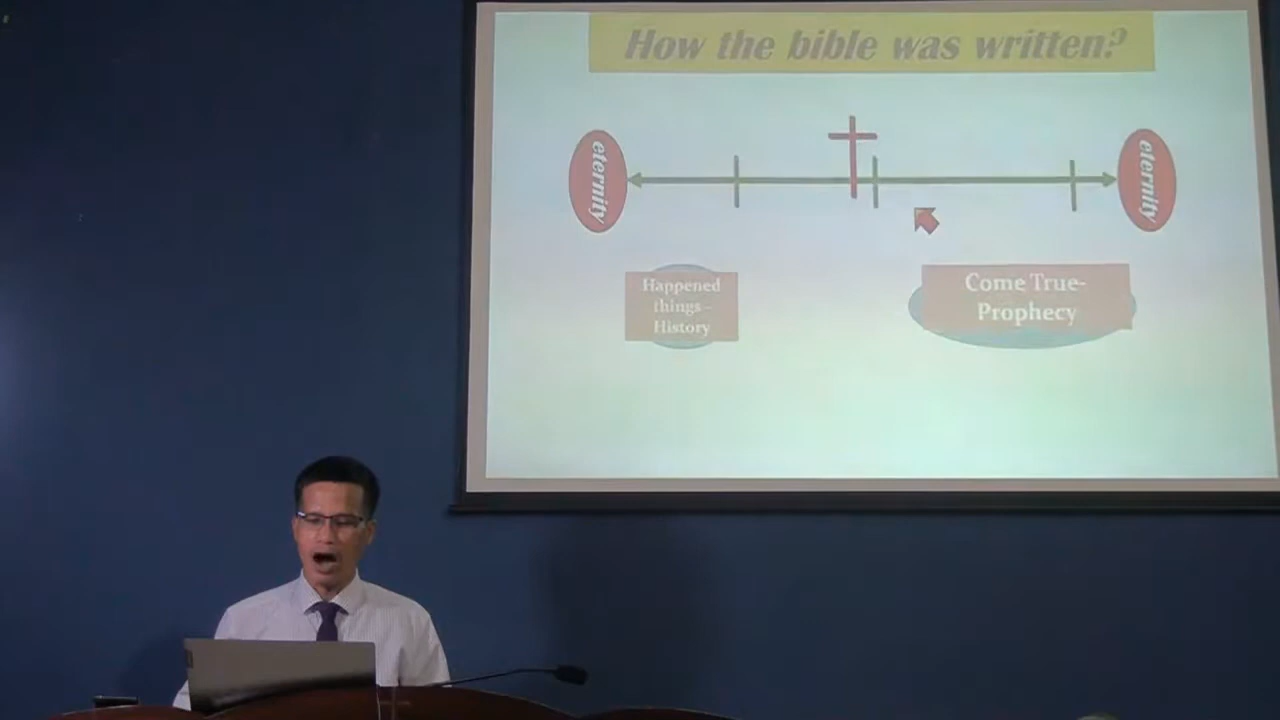 How the bible was written?
eternity
eternity
Happened
things -
History
Come True-
Prophecy